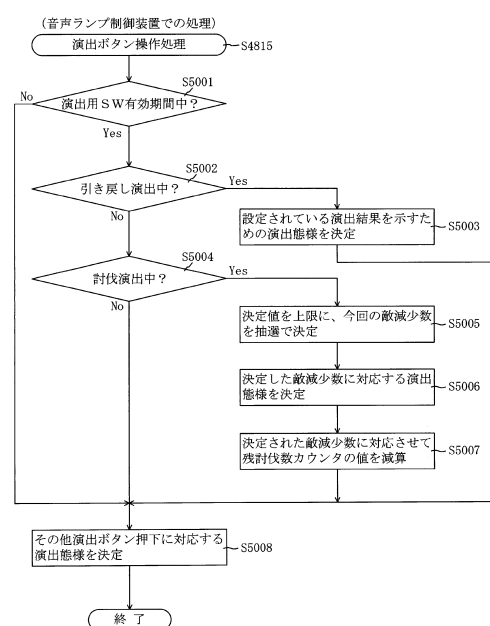 （音声ランプ制御装置での処理）
演出ボタン操作処理
S4815
S5001
演出用SW有効期間中？
No
Yes
S5002
引き戻し演出中？
Yes
No
設定されている演出結果を示すた
めの演出態様を決定
S5003
S5004
討伐演出中？
Yes
No
決定値を上限に、今回の敵減少数
を抽選で決定
S5005
決定した敵減少数に対応する演出
態様を決定
S5006
決定された敵減少数に対応させて
残討伐数カウンタの値を減算
S5007
その他演出ボタン押下に対応する
演出態様を決定
S5008
終了